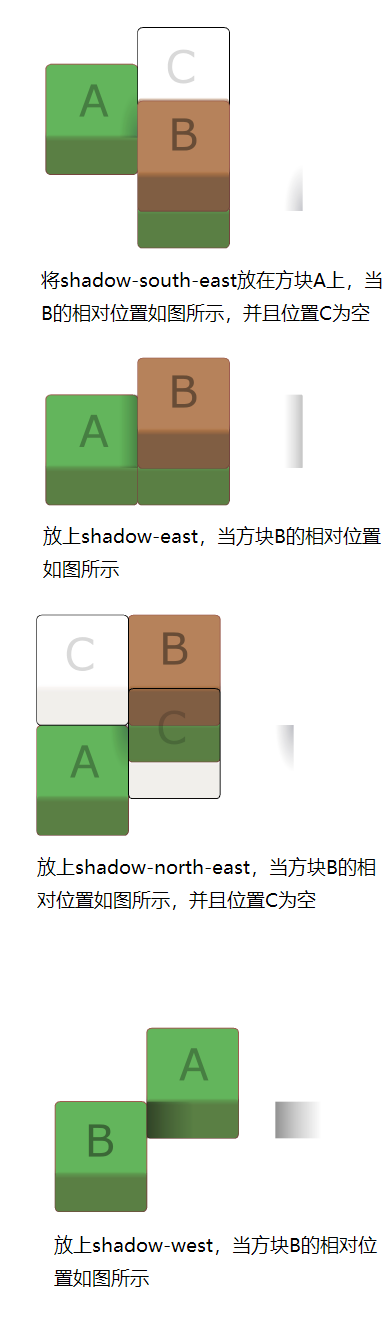 C
A
B
将shadow-south-east放在方块A上，当
B的相对位置如图所示，并且位置C为空
B
A
放上shadow-east，当方块B的相对位置
如图所示
C
B
C
A
放上shadow-north-east，当方块B的相
对位置如图所示，并且位置C为空
A
B
放上shadow-west，当方块B的相对位
置如图所示